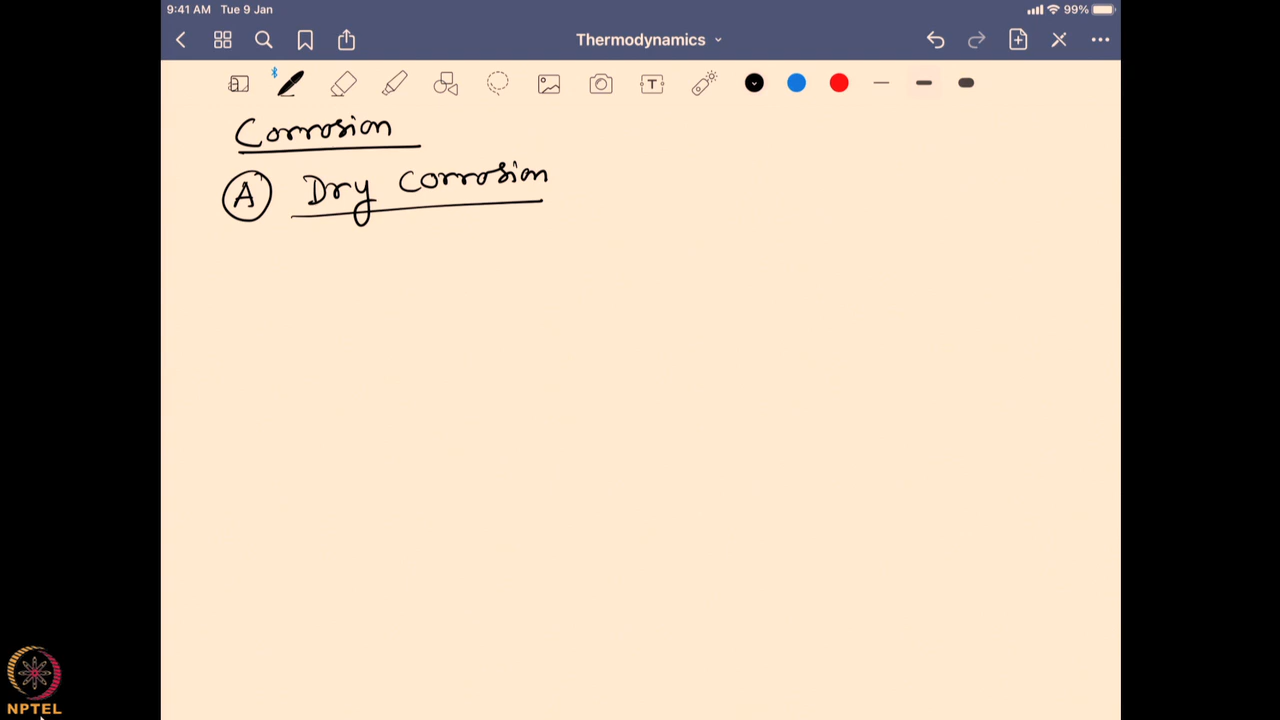 9:41 AM Tue 9 Jan 99%
Thermodynamics
T
Corrosion
A Dry Corrosion
NPTEL